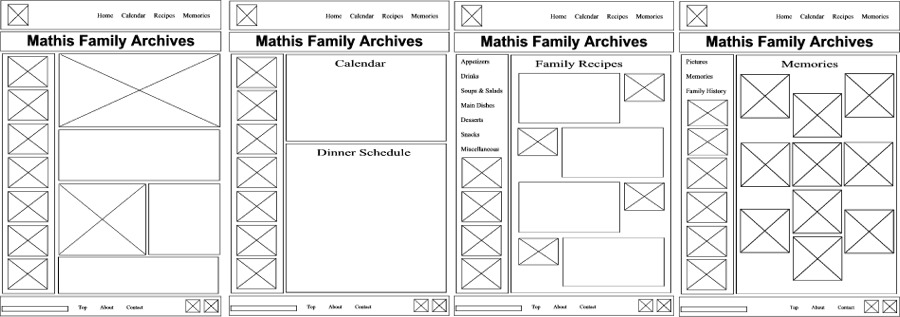 Home Calendar Recipes Memories
Mathis Family Archives
Top About Contact
Home Calendar Recipes Memories
Mathis Family Archives
Calendar
Dinner Schedule
Top About Contact
Home Calendar Recipes Memories
Mathis Family Archives
Appetizers
Drinks
Soups & Salads
Main Dishes
Desserts
Snacks
Miscellaneous
Family Recipes
Top About Contact
Home Calendar Recipes Memories
Mathis Family Archives
Pictures
Memories
Family History
Memories
Top About Contact